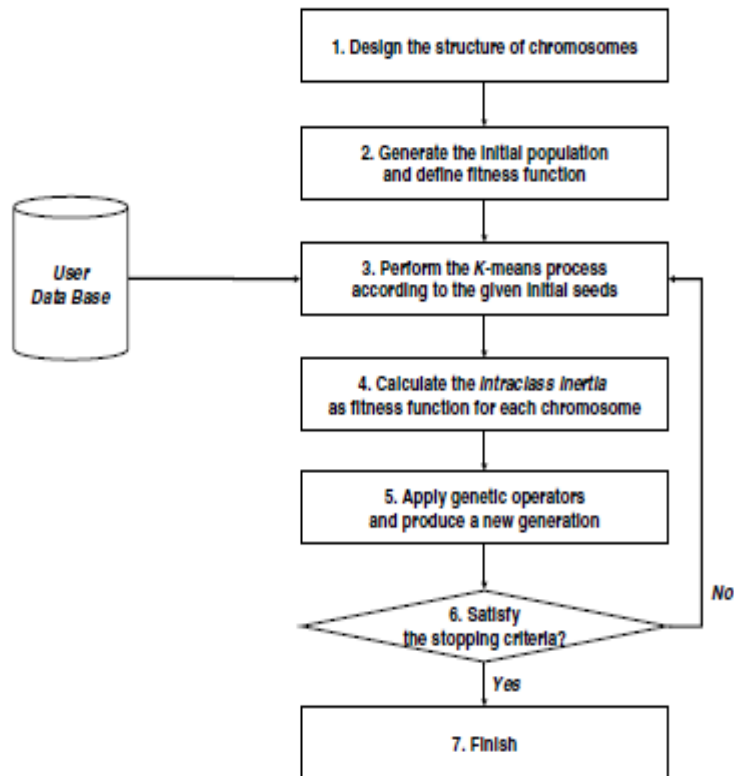 1. Design the structure of chromosomes
2. Generate the initial population
and define fitness function
User
Data Base
3. Perform the K-means process
according to the given initial seeds
4. Calculate the intraclass inertia
as fitness function for each chromosome
5. Apply genetic operators
and produce a new generation
6. Satisfy
the stopping criteria?
No
Yes
7. Finish